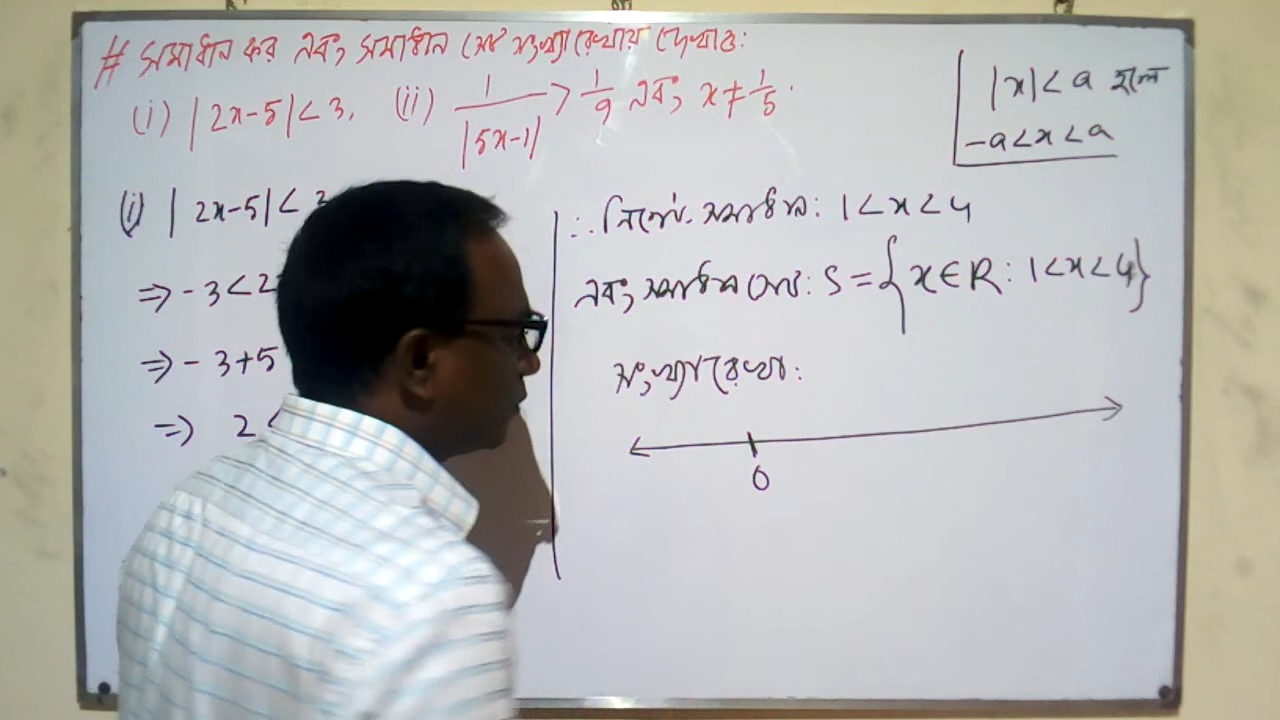 # সমাধান কর এবং সমাধান সেট সংখ্যারেখায় দেখাও:
(i) |2x-5|<3, (ii) 1/|5x-1| > 1/9 এবং x≠1/5.
|x|<a হলে
-a<x<a
(i) |2x-5|<
⇒ -3<2
⇒ -3+5
⇒ 2<
∴ নির্ণেয় সমাধান: 1<x<4
এবং সমাধান সেট: S={x∈R: 1<x<4}
সংখ্যারেখা:
0